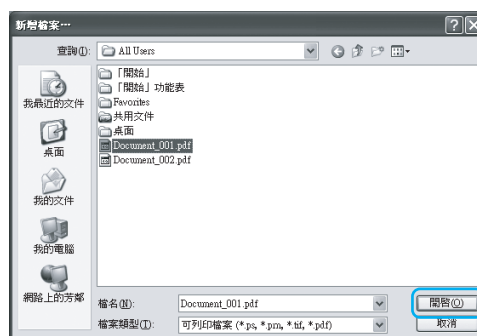 新增檔案…
查詢(I): All Users
我最近的文件
桌面
我的文件
我的電腦
網路上的芳鄰
「開始」
「開始」功能表
Favorites
共用文件
桌面
Document_001.pdf
Document_002.pdf
檔名(N): Document_001.pdf 開啟(O)
檔案類型(T): 可列印檔案 (*.ps, *.prn, *.tif, *.pdf) 取消